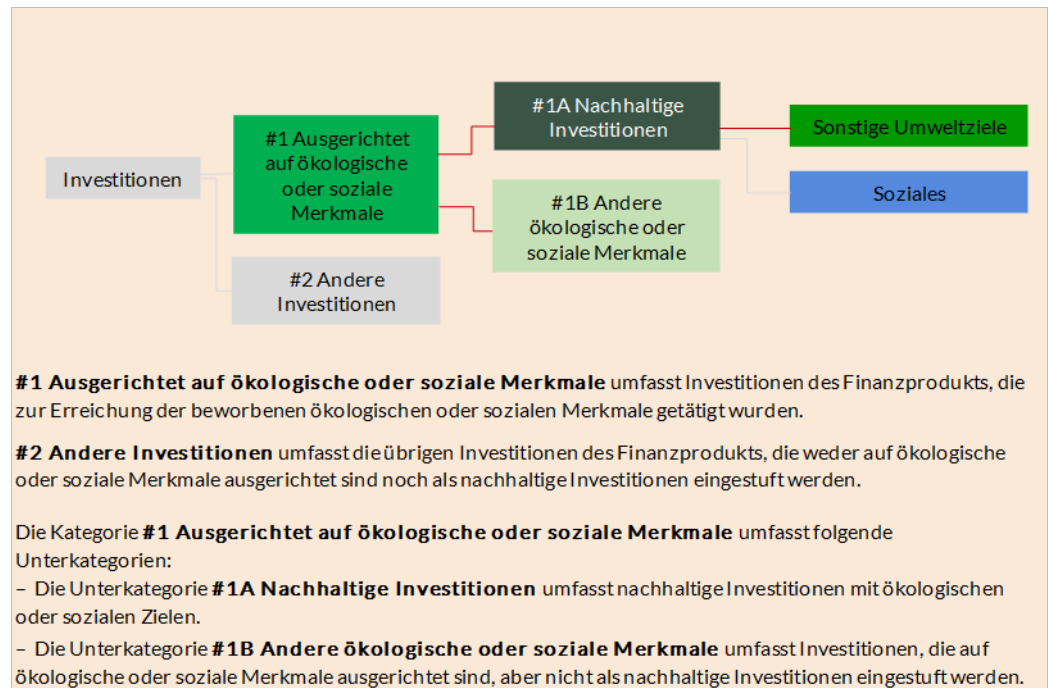 Investitionen
#1 Ausgerichtet
auf ökologische
oder soziale
Merkmale
#2 Andere
Investitionen
#1A Nachhaltige
Investitionen
#1B Andere
ökologische oder
soziale Merkmale
Sonstige Umweltziele
Soziales
#1 Ausgerichtet auf ökologische oder soziale Merkmale umfasst Investitionen des Finanzprodukts, die
zur Erreichung der beworbenen ökologischen oder sozialen Merkmale getätigt wurden.
#2 Andere Investitionen umfasst die übrigen Investitionen des Finanzprodukts, die weder auf ökologische
oder soziale Merkmale ausgerichtet sind noch als nachhaltige Investitionen eingestuft werden.
Die Kategorie #1 Ausgerichtet auf ökologische oder soziale Merkmale umfasst folgende
Unterkategorien:
– Die Unterkategorie #1A Nachhaltige Investitionen umfasst nachhaltige Investitionen mit ökologischen
oder sozialen Zielen.
– Die Unterkategorie #1B Andere ökologische oder soziale Merkmale umfasst Investitionen, die auf
ökologische oder soziale Merkmale ausgerichtet sind, aber nicht als nachhaltige Investitionen eingestuft werden.